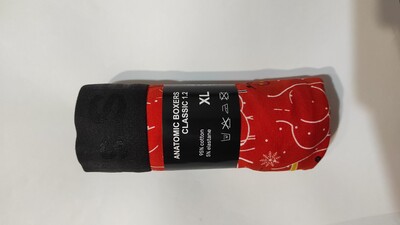 ANATOMIC BOXERS
CLASSIC 1.2
XL
95% cotton
5% elastane